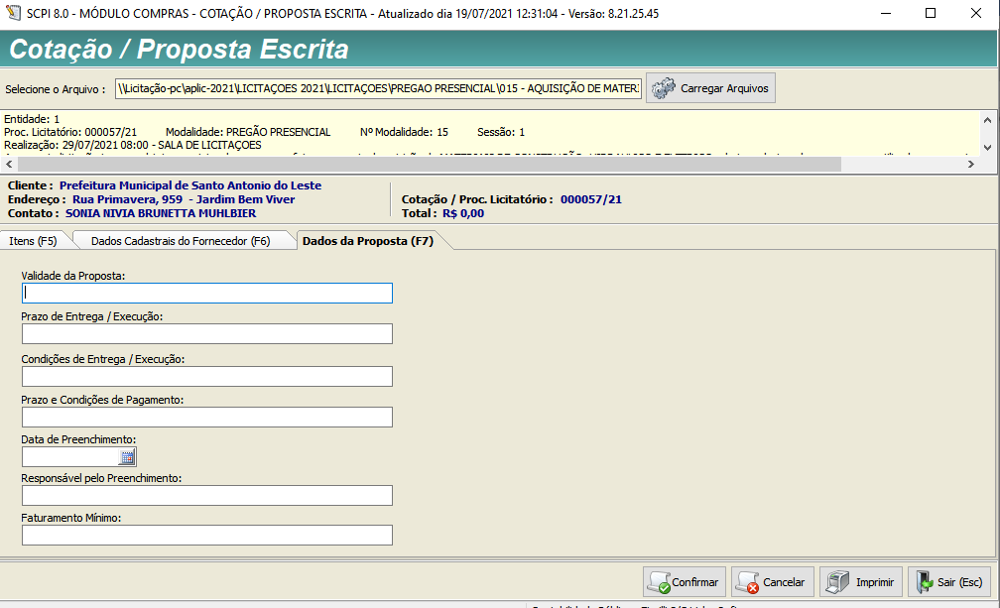 SCPI 8.0 - MÓDULO COMPRAS - COTAÇÃO / PROPOSTA ESCRITA - Atualizado dia 19/07/2021 12:31:04 - Versão: 8.21.25.45
Cotação / Proposta Escrita
Selecione o Arquivo : \\Licitação-pc\aplic-2021\LICITAÇOES 2021\LICITAÇOES\PREGAO PRESENCIAL\015 - AQUISIÇÃO DE MATER Carregar Arquivos
Entidade: 1
Proc. Licitatório: 000057/21 Modalidade: PREGÃO PRESENCIAL Nº Modalidade: 15 Sessão: 1
Realização: 29/07/2021 08:00 - SALA DE LICITAÇOES
Cliente : Prefeitura Municipal de Santo Antonio do Leste
Endereço : Rua Primavera, 959 - Jardim Bem Viver Cotação / Proc. Licitatório : 000057/21
Contato : SONIA NIVIA BRUNETTA MUHLBIER Total : R$ 0,00
Itens (F5) Dados Cadastrais do Fornecedor (F6) Dados da Proposta (F7)
Validade da Proposta:
Prazo de Entrega / Execução:
Condições de Entrega / Execução:
Prazo e Condições de Pagamento:
Data de Preenchimento:
Responsável pelo Preenchimento:
Faturamento Mínimo:
Confirmar Cancelar Imprimir Sair (Esc)